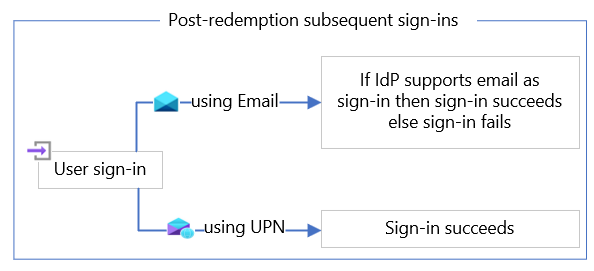 Post-redemption subsequent sign-ins
If IdP supports email as
sign-in then sign-in succeeds
else sign-in fails
using Email
User sign-in
using UPN
Sign-in succeeds